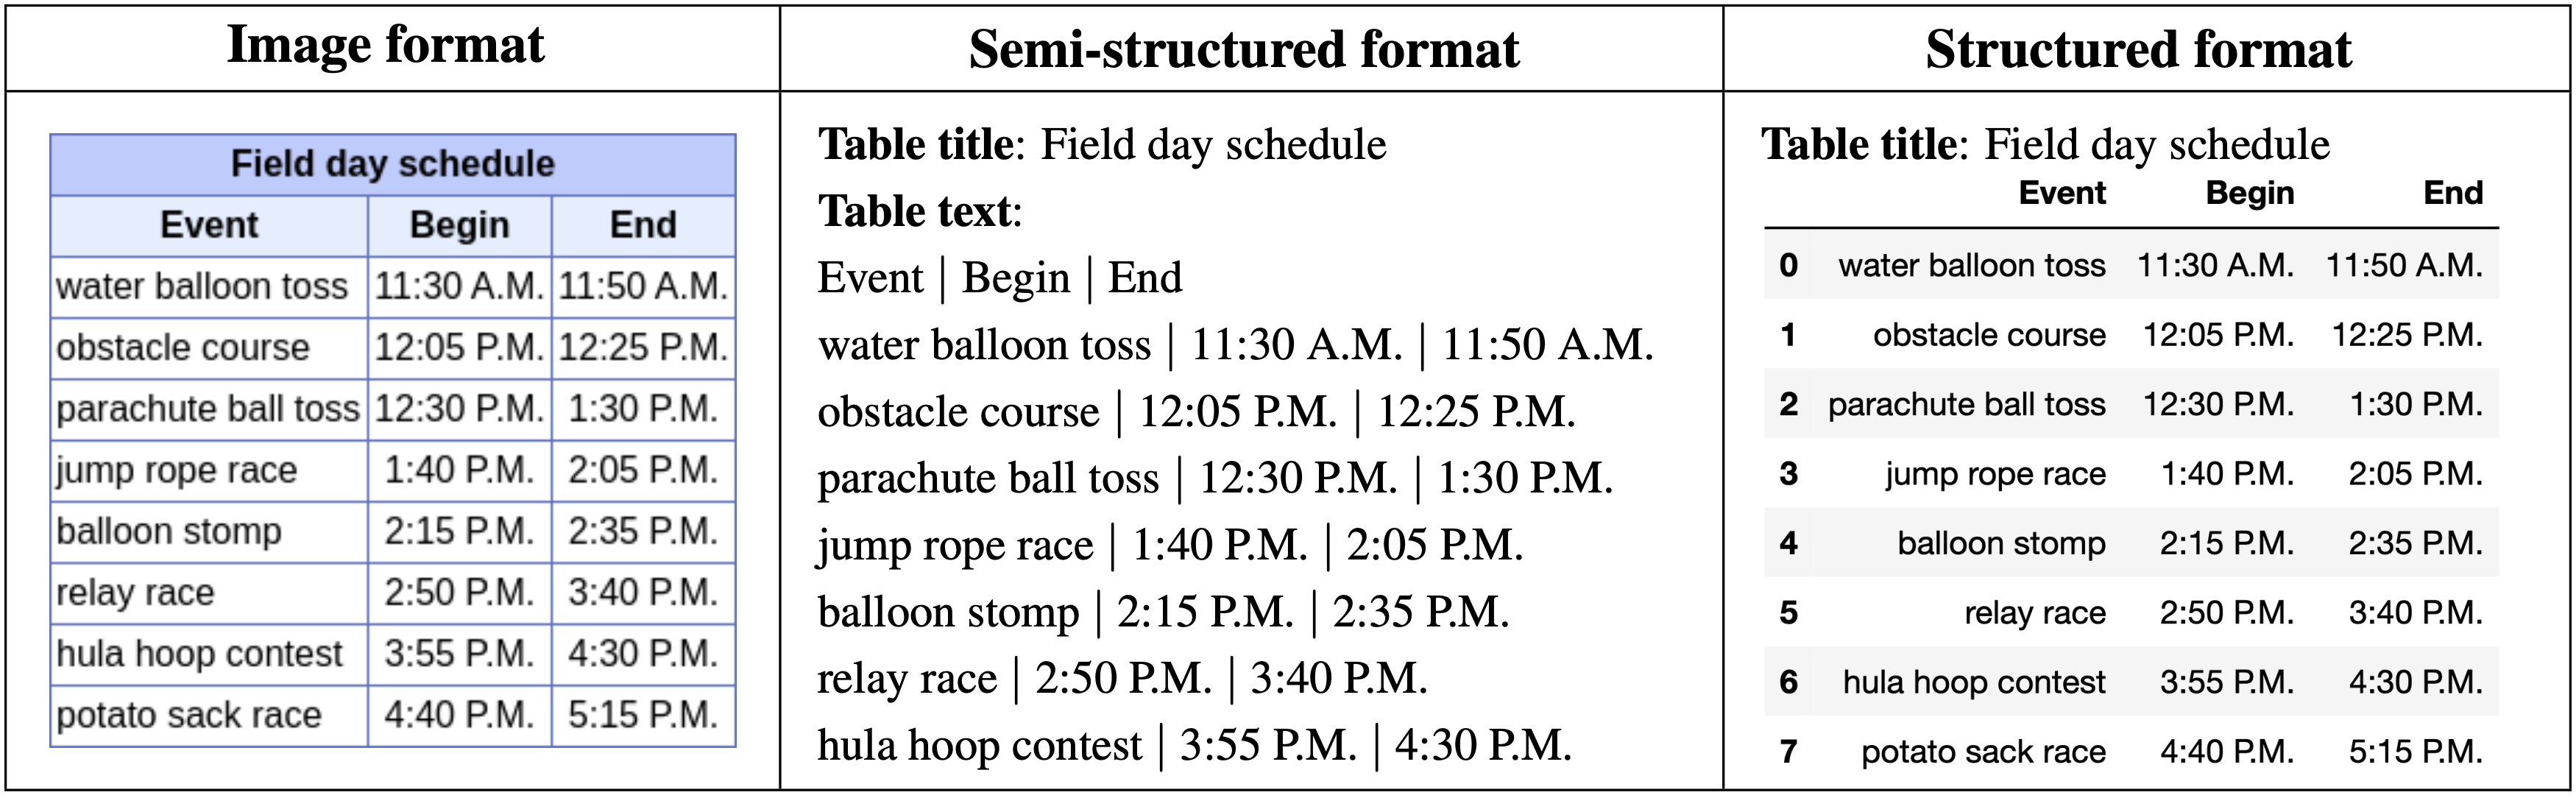 Image format
Field day schedule
Event Begin End
water balloon toss 11:30 A.M. 11:50 A.M.
obstacle course 12:05 P.M. 12:25 P.M.
parachute ball toss 12:30 P.M. 1:30 P.M.
jump rope race 1:40 P.M. 2:05 P.M.
balloon stomp 2:15 P.M. 2:35 P.M.
relay race 2:50 P.M. 3:40 P.M.
hula hoop contest 3:55 P.M. 4:30 P.M.
potato sack race 4:40 P.M. 5:15 P.M.
Semi-structured format
Table title: Field day schedule
Table text:
Event | Begin | End
water balloon toss | 11:30 A.M. | 11:50 A.M.
obstacle course | 12:05 P.M. | 12:25 P.M.
parachute ball toss | 12:30 P.M. | 1:30 P.M.
jump rope race | 1:40 P.M. | 2:05 P.M.
balloon stomp | 2:15 P.M. | 2:35 P.M.
relay race | 2:50 P.M. | 3:40 P.M.
hula hoop contest | 3:55 P.M. | 4:30 P.M.
Structured format
Table title: Field day schedule
Event Begin End
0 water balloon toss 11:30 A.M. 11:50 A.M.
1 obstacle course 12:05 P.M. 12:25 P.M.
2 parachute ball toss 12:30 P.M. 1:30 P.M.
3 jump rope race 1:40 P.M. 2:05 P.M.
4 balloon stomp 2:15 P.M. 2:35 P.M.
5 relay race 2:50 P.M. 3:40 P.M.
6 hula hoop contest 3:55 P.M. 4:30 P.M.
7 potato sack race 4:40 P.M. 5:15 P.M.